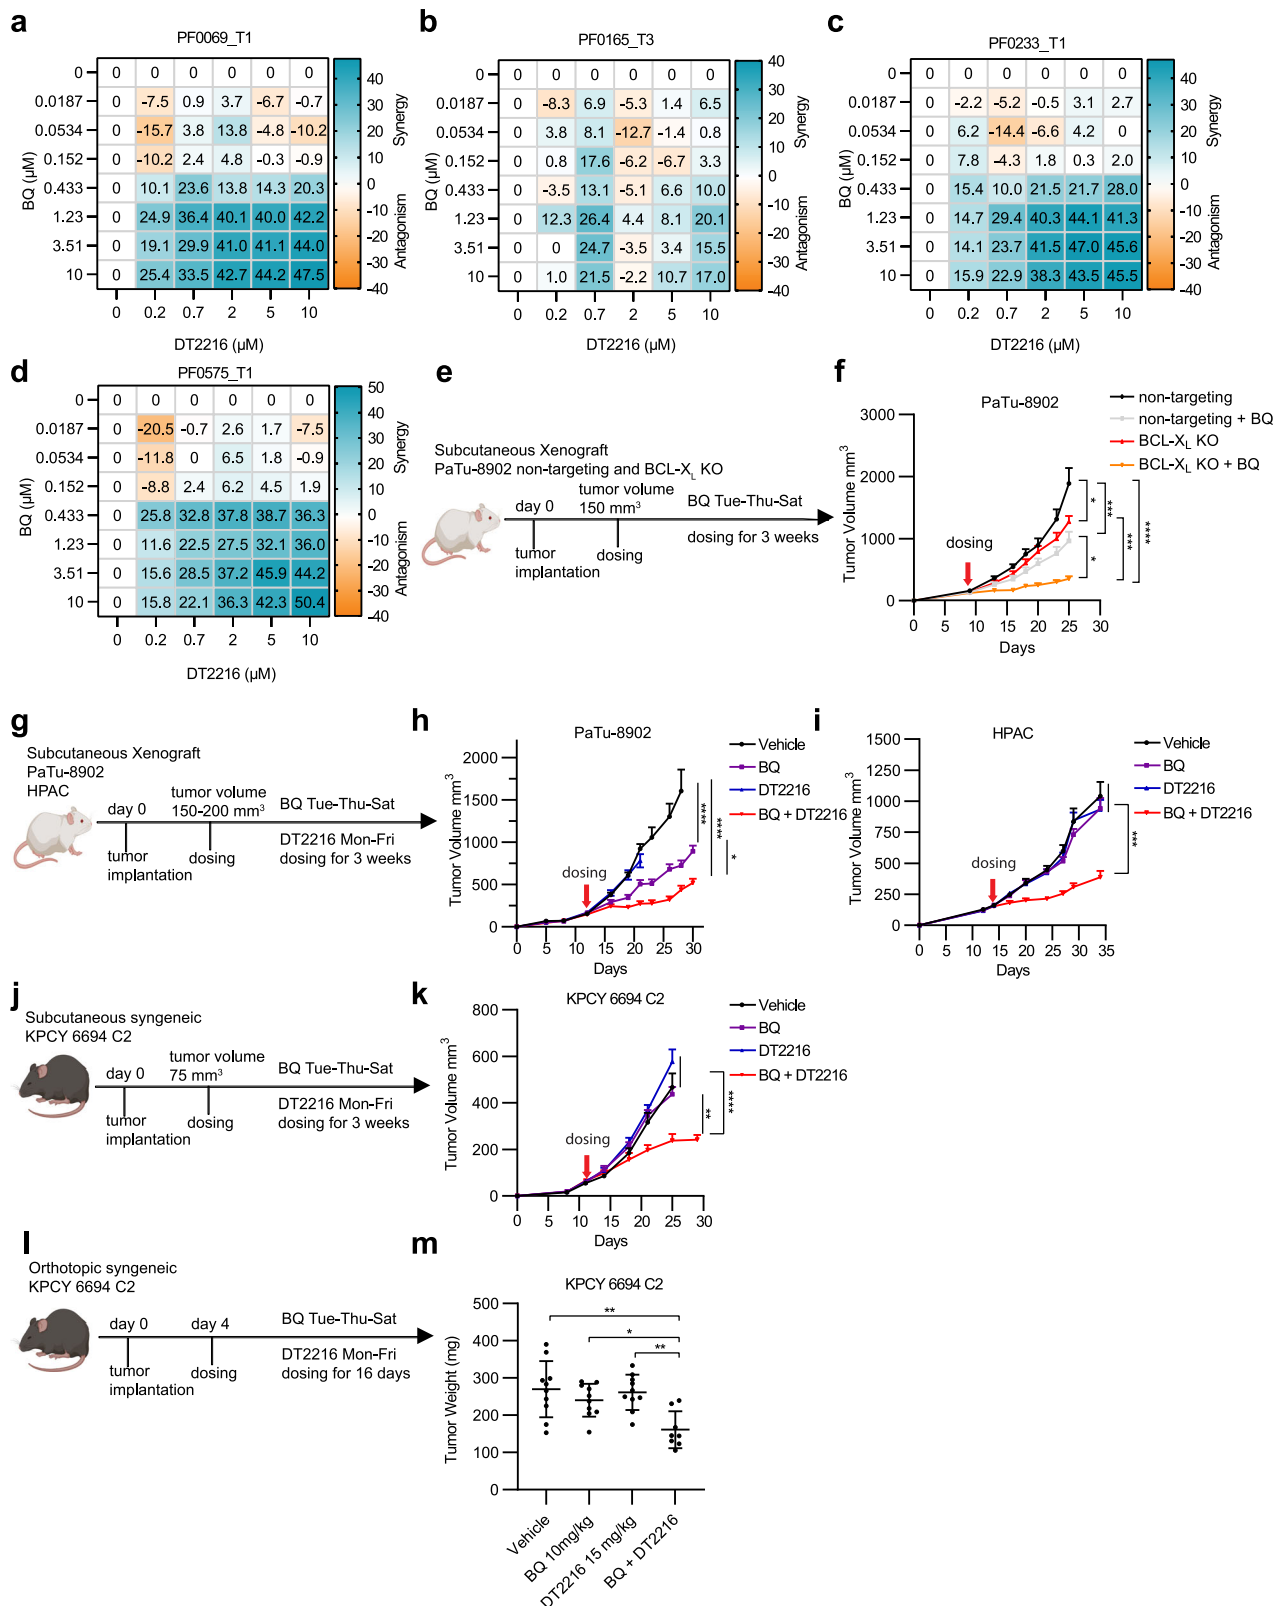 a
PF0069_T1
0 0 0 0 0 0 0
0.0187 0 -7.5 0.9 3.7 -6.7 -0.7
0.0534 0 -15.7 3.8 13.8 -4.8 -10.2
0.152 0 -10.2 2.4 4.8 -0.3 -0.9
0.433 0 10.1 23.6 13.8 14.3 20.3
1.23 0 24.9 36.4 40.1 40.0 42.2
3.51 0 19.1 29.9 41.0 41.1 44.0
10 0 25.4 33.5 42.7 44.2 47.5
0 0.2 0.7 2 5 10
BQ (µM)
DT2216 (µM)
40
30
20
10
0
-10
-20
-30
-40
Synergy
Antagonism
b
PF0165_T3
0 0 0 0 0 0
0 -8.3 6.9 -5.3 1.4 6.5
0 3.8 8.1 -12.7 -1.4 0.8
0 0.8 17.6 -6.2 -6.7 3.3
0 -3.5 13.1 -5.1 6.6 10.0
0 12.3 26.4 4.4 8.1 20.1
0 0 24.7 -3.5 3.4 15.5
0 1.0 21.5 -2.2 10.7 17.0
0 0.2 0.7 2 5 10
0
0.0187
0.0534
0.152
0.433
1.23
3.51
10
BQ (µM)
DT2216 (µM)
40
30
20
10
0
-10
-20
-30
-40
Synergy
Antagonism
c
PF0233_T1
0 0 0 0 0 0 0
0.0187 0 -2.2 -5.2 -0.5 3.1 2.7
0.0534 0 6.2 -14.4 -6.6 4.2 0
0.152 0 7.8 -4.3 1.8 0.3 2.0
0.433 0 15.4 10.0 21.5 21.7 28.0
1.23 0 14.7 29.4 40.3 44.1 41.3
3.51 0 14.1 23.7 41.5 47.0 45.6
10 0 15.9 22.9 38.3 43.5 45.5
0 0.2 0.7 2 5 10
BQ (µM)
DT2216 (µM)
40
30
20
10
0
-10
-20
-30
-40
Synergy
Antagonism
d
PF0575_T1
0 0 0 0 0 0 0
0.0187 0 -20.5 -0.7 2.6 1.7 -7.5
0.0534 0 -11.8 0 6.5 1.8 -0.9
0.152 0 -8.8 2.4 6.2 4.5 1.9
0.433 0 25.8 32.8 37.8 38.7 36.3
1.23 0 11.6 22.5 27.5 32.1 36.0
3.51 0 15.6 28.5 37.2 45.9 44.2
10 0 15.8 22.1 36.3 42.3 50.4
0 0.2 0.7 2 5 10
BQ (µM)
DT2216 (µM)
50
40
30
20
10
0
-10
-20
-30
-40
Synergy
Antagonism
e
Subcutaneous Xenograft
PaTu-8902 non-targeting and BCL-X<sub>L</sub> KO
day 0
tumor volume
150 mm³
BQ Tue-Thu-Sat
tumor
implantation
dosing
dosing for 3 weeks
f
PaTu-8902
non-targeting
non-targeting + BQ
BCL-X<sub>L</sub> KO
BCL-X<sub>L</sub> KO + BQ
3000
2000
1000
0
Tumor Volume mm³
dosing
*
***
****
*
***
0 5 10 15 20 25 30
Days
g
Subcutaneous Xenograft
PaTu-8902
HPAC
day 0
tumor volume
150-200 mm³
BQ Tue-Thu-Sat
tumor
implantation
dosing
DT2216 Mon-Fri
dosing for 3 weeks
h
PaTu-8902
Vehicle
BQ
DT2216
BQ + DT2216
2000
1500
1000
500
0
Tumor Volume mm³
dosing
****
****
*
0 5 10 15 20 25 30
Days
i
HPAC
Vehicle
BQ
DT2216
BQ + DT2216
1500
1250
1000
750
500
250
0
Tumor Volume mm³
dosing
***
0 5 10 15 20 25 30 35
Days
j
Subcutaneous syngeneic
KPCY 6694 C2
day 0
tumor volume
75 mm³
BQ Tue-Thu-Sat
tumor
implantation
dosing
DT2216 Mon-Fri
dosing for 3 weeks
k
KPCY 6694 C2
Vehicle
BQ
DT2216
BQ + DT2216
800
600
400
200
0
Tumor Volume mm³
dosing
**
****
0 5 10 15 20 25 30
Days
l
Orthotopic syngeneic
KPCY 6694 C2
day 0
day 4
BQ Tue-Thu-Sat
tumor
implantation
dosing
DT2216 Mon-Fri
dosing for 16 days
m
KPCY 6694 C2
500
400
300
200
100
0
Tumor Weight (mg)
**
*
**
Vehicle
BQ 10mg/kg
DT2216 15 mg/kg
BQ + DT2216